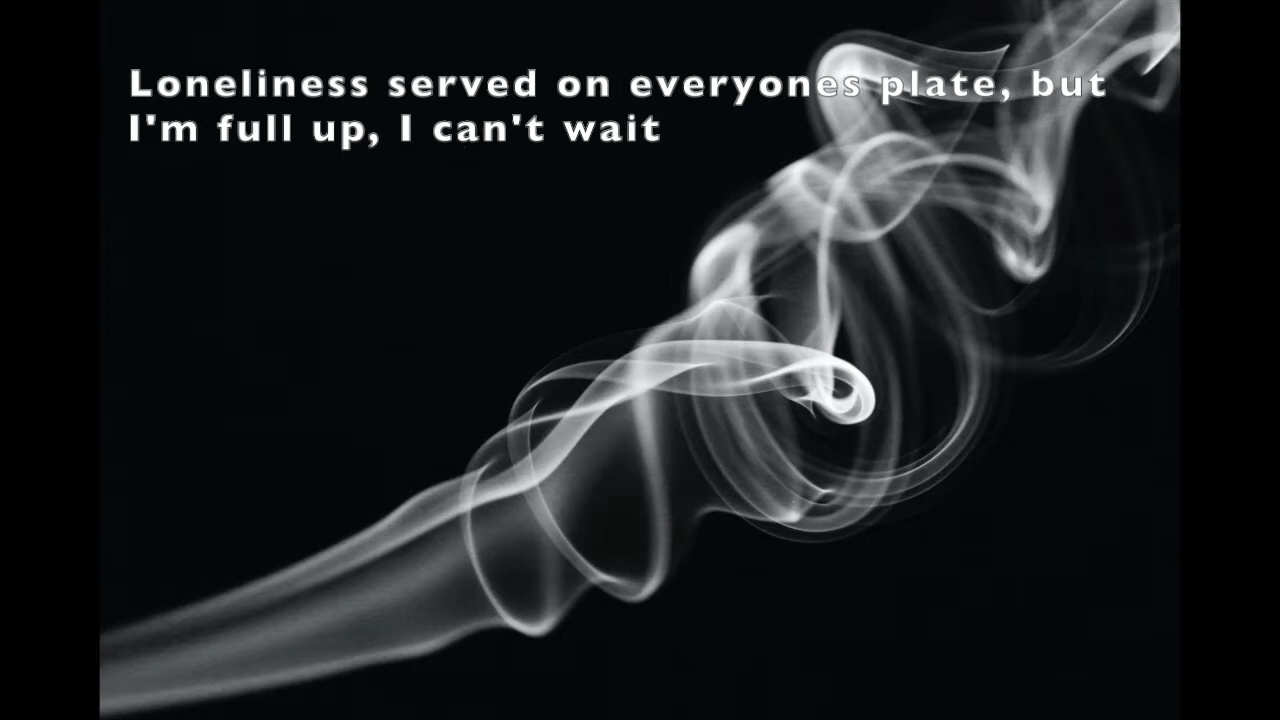 Loneliness served on everyones plate, but
I'm full up, I can't wait